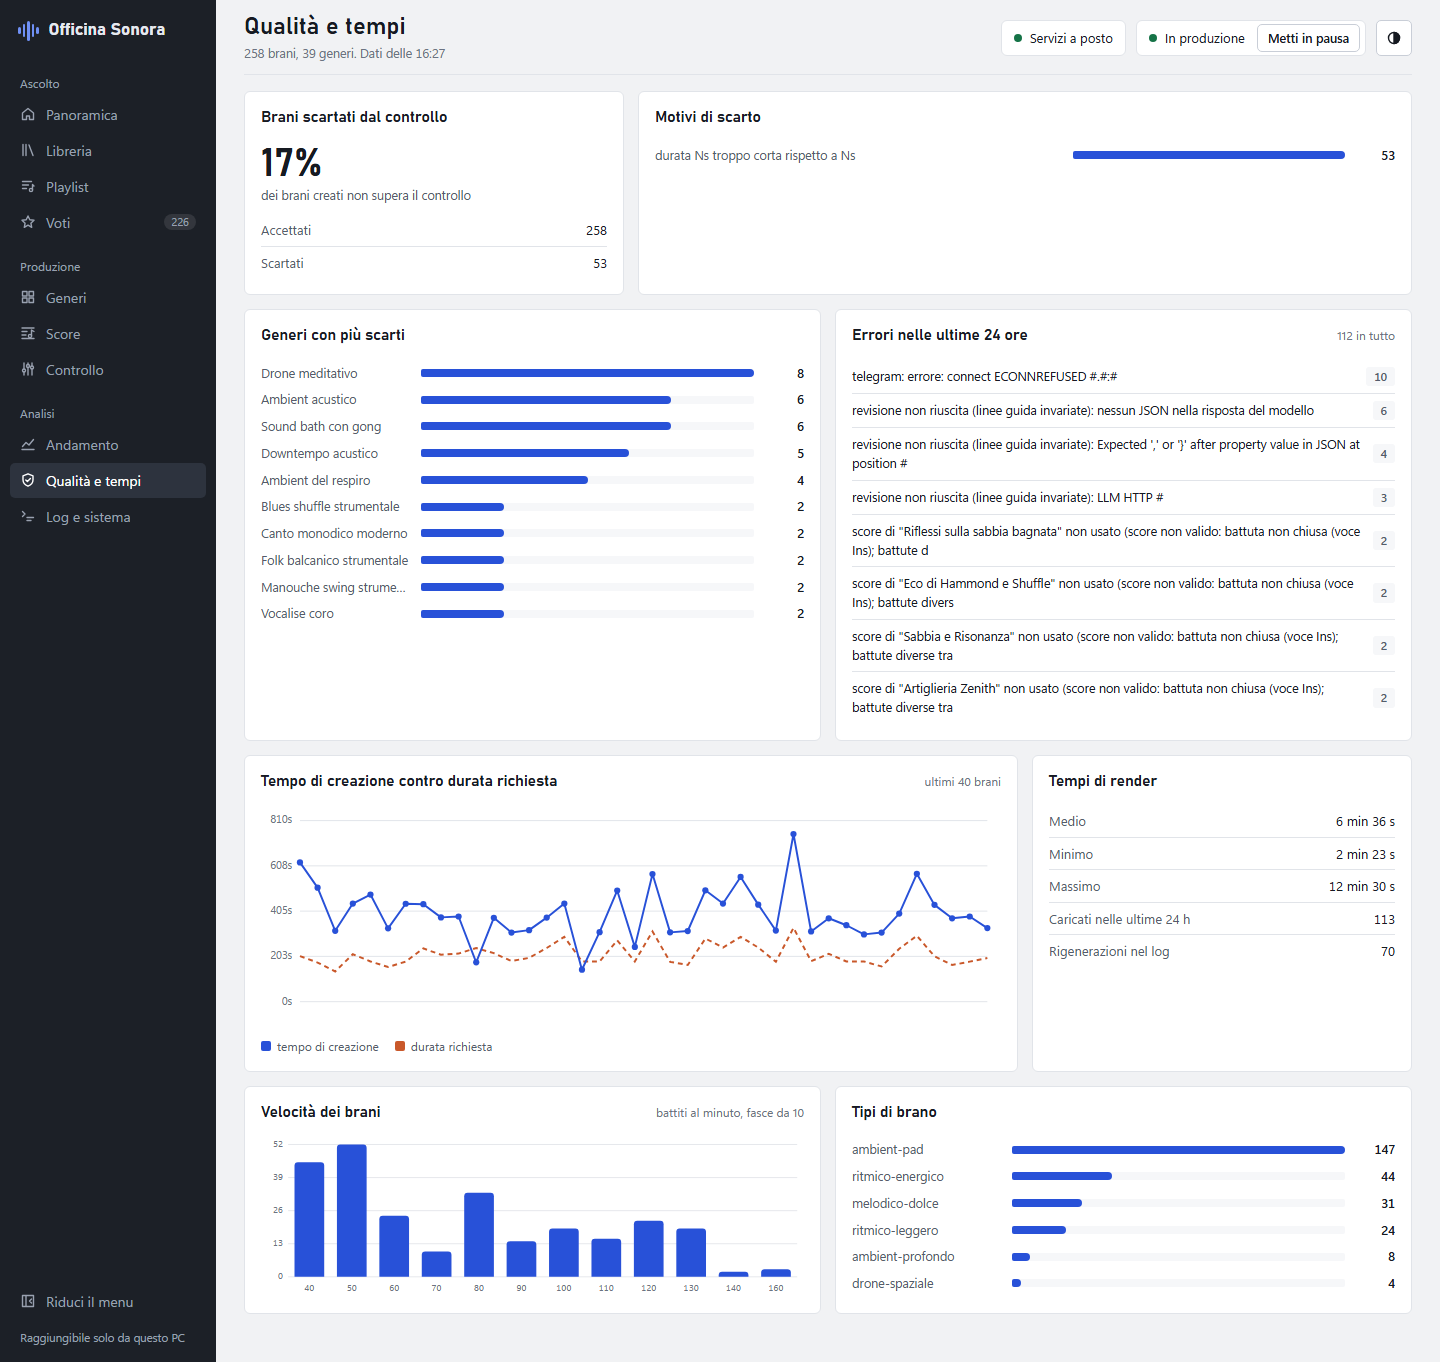 Officina Sonora
Ascolto
Panoramica
Libreria
Playlist
Voti 226
Produzione
Generi
Score
Controllo
Analisi
Andamento
Qualità e tempi
Log e sistema
Riduci il menu
Raggiungibile solo da questo PC
Qualità e tempi
258 brani, 39 generi. Dati delle 16:27
Servizi a posto
In produzione
Metti in pausa
Brani scartati dal controllo
17%
dei brani creati non supera il controllo
Accettati 258
Scartati 53
Motivi di scarto
durata Ns troppo corta rispetto a Ns 53
Generi con più scarti
Drone meditativo 8
Ambient acustico 6
Sound bath con gong 6
Downtempo acustico 5
Ambient del respiro 4
Blues shuffle strumentale 2
Canto monodico moderno 2
Folk balcanico strumentale 2
Manouche swing strume... 2
Vocalise coro 2
Errori nelle ultime 24 ore 112 in tutto
telegram: errore: connect ECONNREFUSED #.#:# 10
revisione non riuscita (linee guida invariate): nessun JSON nella risposta del modello 6
revisione non riuscita (linee guida invariate): Expected ',' or '}' after property value in JSON at
position # 4
revisione non riuscita (linee guida invariate): LLM HTTP # 3
score di "Riflessi sulla sabbia bagnata" non usato (score non valido: battuta non chiusa (voce
Ins); battute d 2
score di "Eco di Hammond e Shuffle" non usato (score non valido: battuta non chiusa (voce
Ins); battute divers 2
score di "Sabbia e Risonanza" non usato (score non valido: battuta non chiusa (voce Ins);
battute diverse tra 2
score di "Artiglieria Zenith" non usato (score non valido: battuta non chiusa (voce Ins);
battute diverse tra 2
Tempo di creazione contro durata richiesta ultimi 40 brani
810s
608s
405s
203s
0s
tempo di creazione durata richiesta
Tempi di render
Medio 6 min 36 s
Minimo 2 min 23 s
Massimo 12 min 30 s
Caricati nelle ultime 24 h 113
Rigenerazioni nel log 70
Velocità dei brani battiti al minuto, fasce da 10
52
39
26
13
0
40 50 60 70 80 90 100 110 120 130 140 160
Tipi di brano
ambient-pad 147
ritmico-energico 44
melodico-dolce 31
ritmico-leggero 24
ambient-profondo 8
drone-spaziale 4